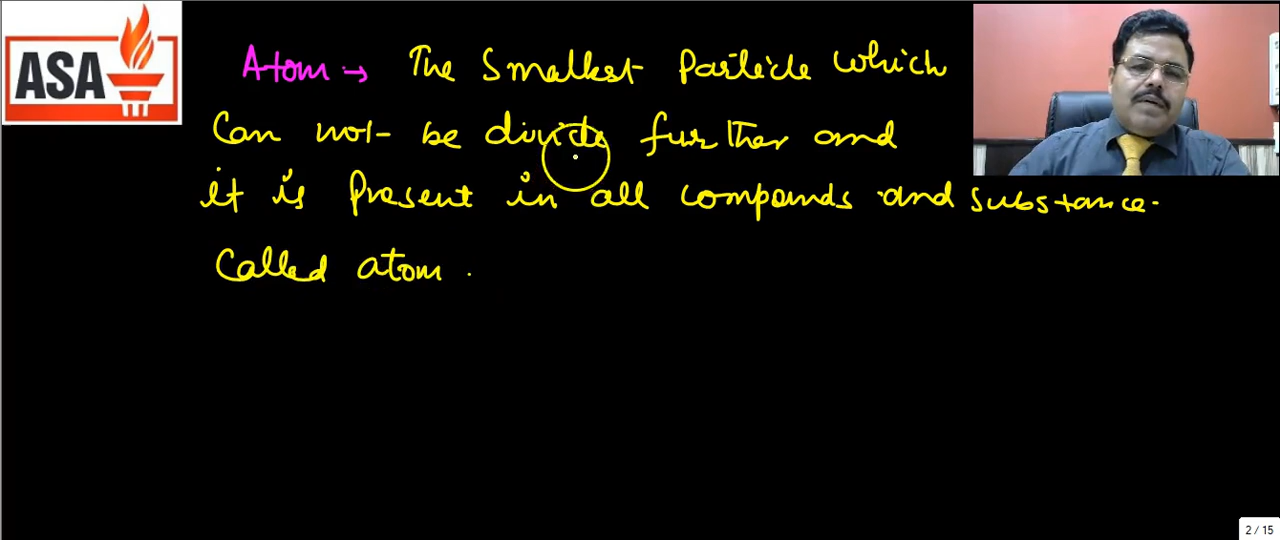 ASA
Atom → The Smallest Particle which
Can not be divide further and
it is Present in all compounds and substance.
Called atom.
2 / 15